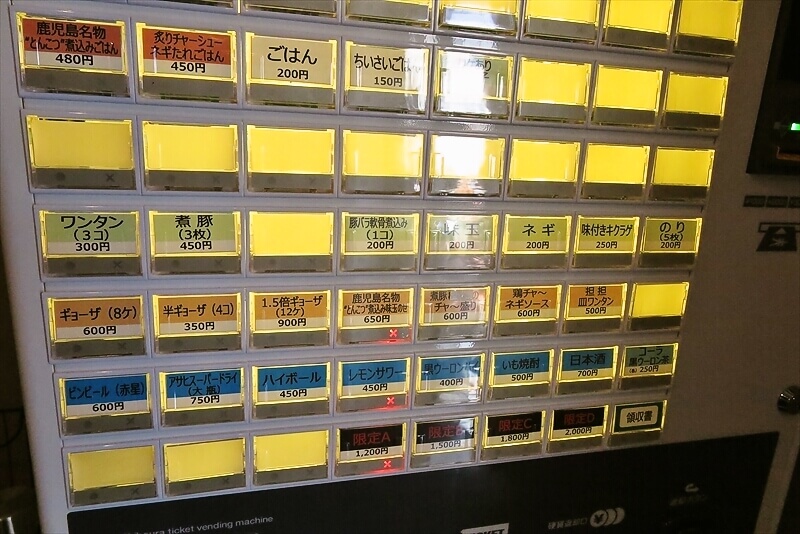 鹿児島名物
"とんこつ"煮込みごはん
480円
炙りチャーシュー
ネギたれごはん
450円
ごはん
200円
ちいさいごはん
150円
ワンタン
(3コ)
300円
煮豚
(3枚)
450円
豚バラ軟骨煮込み
(1コ)
200円
味玉
200円
ネギ
200円
味付きキクラゲ
250円
のり
(5枚)
200円
ギョーザ(8ケ)
600円
半ギョーザ(4コ)
350円
1.5倍ギョーザ
(12ケ)
900円
鹿児島名物
"とんこつ"煮込み味玉のせ
650円
煮豚
チャ～盛り
600円
鶏チャ～
ネギソース
600円
担担
皿ワンタン
500円
ビンビール(赤星)
600円
アサヒスーパードライ
(大瓶)
750円
ハイボール
450円
レモンサワー
450円
黒ウーロンハイ
400円
いも焼酎
500円
日本酒
700円
コーラ
黒ウーロン茶
(各)250円
限定A
1,200円
限定B
1,500円
限定C
1,800円
限定D
2,000円
領収書
ticket vending machine